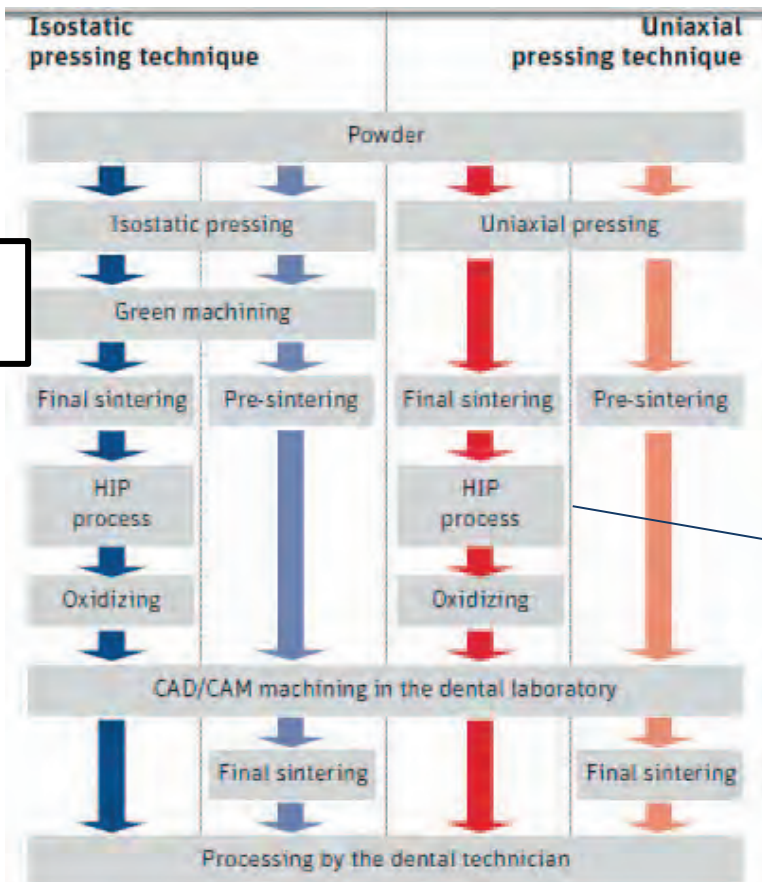 Isostatic
pressing technique
Uniaxial
pressing technique
Powder
Isostatic pressing
Uniaxial pressing
Green machining
Final sintering
Pre-sintering
Final sintering
Pre-sintering
HIP
process
HIP
process
Oxidizing
Oxidizing
CAD/CAM machining in the dental laboratory
Final sintering
Final sintering
Processing by the dental technician